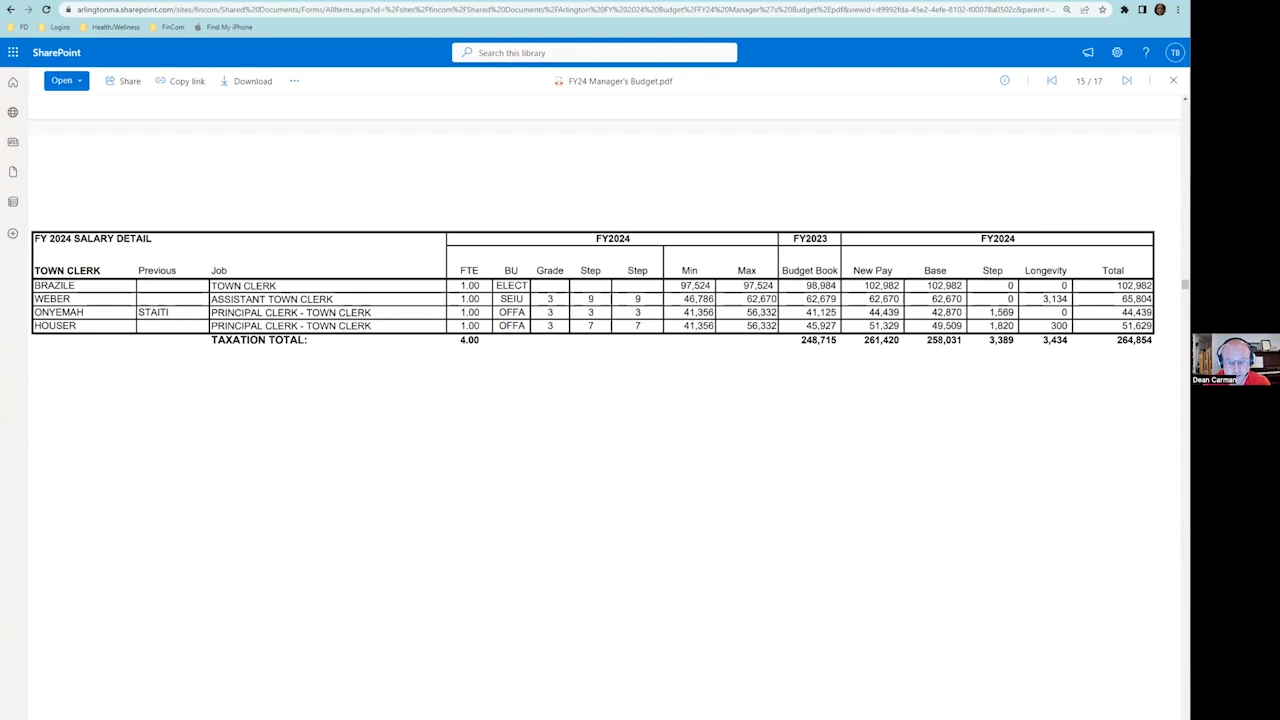 arlingtonma.sharepoint.com/sites/fincom/Shared%20Documents/Forms/AllItems.aspx?id=%2Fsites%2Ffincom%2FShared%20Documents%2FArlington%20FY%202024%20Budget%2FFY24%20Manager%27s%20Budget%2Epdf&viewid=d9992fda-45e2-4efe-8102-f00078a0502c&parent=...
PD Logins Health/Wellness FinCom Find My iPhone
SharePoint Search this library ? TB
Open Share Copy link Download ... FY24 Manager's Budget.pdf 15 / 17
FY 2024 SALARY DETAIL FY2024 FY2023 FY2024
TOWN CLERK Previous Job FTE BU Grade Step Step Min Max Budget Book New Pay Base Step Longevity Total
BRAZILE TOWN CLERK 1.00 ELECT 97,524 97,524 98,984 102,982 102,982 0 0 102,982
WEBER ASSISTANT TOWN CLERK 1.00 SEIU 3 9 9 46,786 62,670 62,679 62,670 62,670 0 3,134 65,804
ONYEMAH STAITI PRINCIPAL CLERK - TOWN CLERK 1.00 OFFA 3 3 3 41,356 56,332 41,125 44,439 42,870 1,569 0 44,439
HOUSER PRINCIPAL CLERK - TOWN CLERK 1.00 OFFA 3 7 7 41,356 56,332 45,927 51,329 49,509 1,820 300 51,629
TAXATION TOTAL: 4.00 248,715 261,420 258,031 3,389 3,434 264,854
Dean Carman